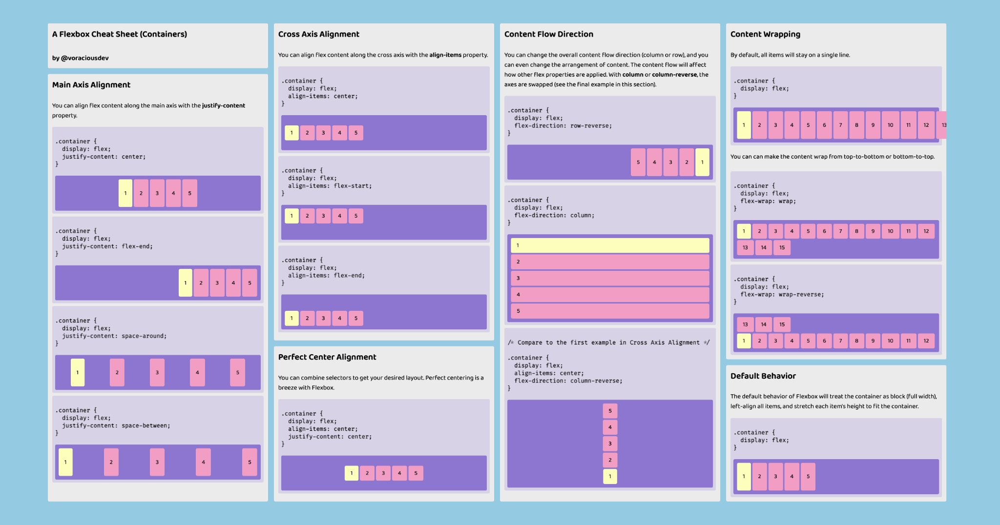 A Flexbox Cheat Sheet (Containers)
by @voraciousdev
Main Axis Alignment
You can align flex content along the main axis with the justify-content
property.
.container {
  display: flex;
  justify-content: center;
}
1 2 3 4 5
.container {
  display: flex;
  justify-content: flex-end;
}
1 2 3 4 5
.container {
  display: flex;
  justify-content: space-around;
}
1 2 3 4 5
.container {
  display: flex;
  justify-content: space-between;
}
1 2 3 4 5
Cross Axis Alignment
You can align flex content along the cross axis with the align-items property.
.container {
  display: flex;
  align-items: center;
}
1 2 3 4 5
.container {
  display: flex;
  align-items: flex-start;
}
1 2 3 4 5
.container {
  display: flex;
  align-items: flex-end;
}
1 2 3 4 5
Perfect Center Alignment
You can combine selectors to get your desired layout. Perfect centering is a
breeze with Flexbox.
.container {
  display: flex;
  align-items: center;
  justify-content: center;
}
1 2 3 4 5
Content Flow Direction
You can change the overall content flow direction (column or row), and you
can even change the arrangement of content. The content flow will affect
how other flex properties are applied. With column or column-reverse, the
axes are swapped (see the final example in this section).
.container {
  display: flex;
  flex-direction: row-reverse;
}
5 4 3 2 1
.container {
  display: flex;
  flex-direction: column;
}
1
2
3
4
5
/* Compare to the first example in Cross Axis Alignment */
.container {
  display: flex;
  align-items: center;
  flex-direction: column-reverse;
}
5
4
3
2
1
Content Wrapping
By default, all items will stay on a single line.
.container {
  display: flex;
}
1 2 3 4 5 6 7 8 9 10 11 12 13
You can can make the content wrap from top-to-bottom or bottom-to-top.
.container {
  display: flex;
  flex-wrap: wrap;
}
1 2 3 4 5 6 7 8 9 10 11 12
13 14 15
.container {
  display: flex;
  flex-wrap: wrap-reverse;
}
13 14 15
1 2 3 4 5 6 7 8 9 10 11 12
Default Behavior
The default behavior of Flexbox will treat the container as block (full width),
left-align all items, and stretch each item's height to fit the container.
.container {
  display: flex;
}
1 2 3 4 5